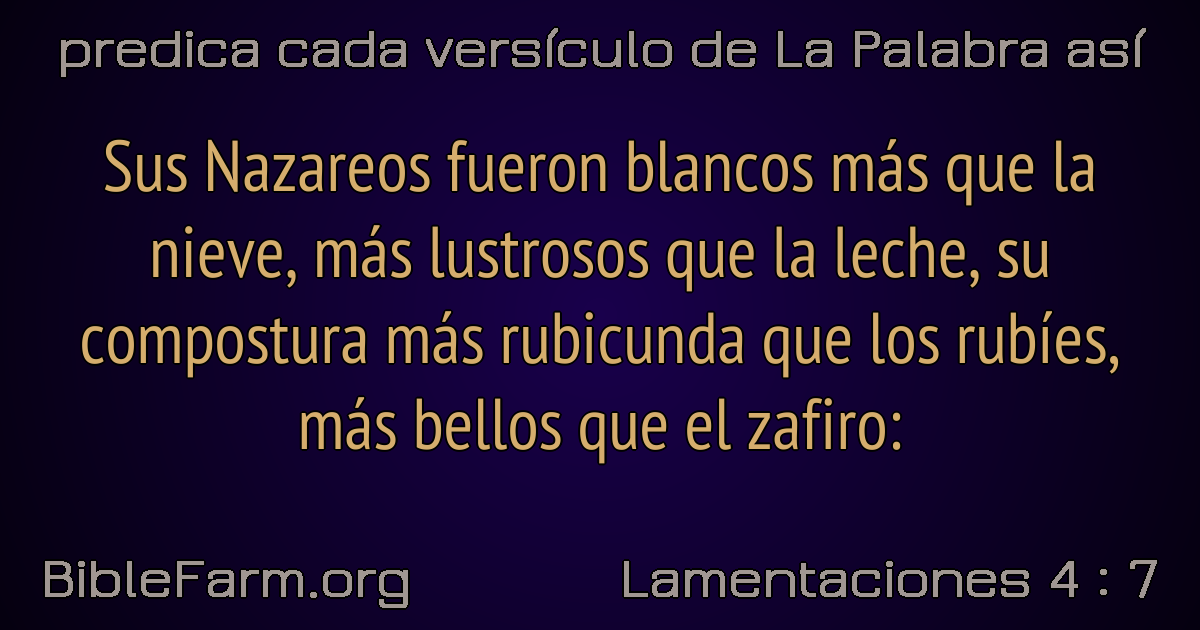 predica cada versículo de La Palabra así
Sus Nazareos fueron blancos más que la
nieve, más lustrosos que la leche, su
compostura más rubicunda que los rubíes,
más bellos que el zafiro:
BibleFarm.org
Lamentaciones 4 : 7